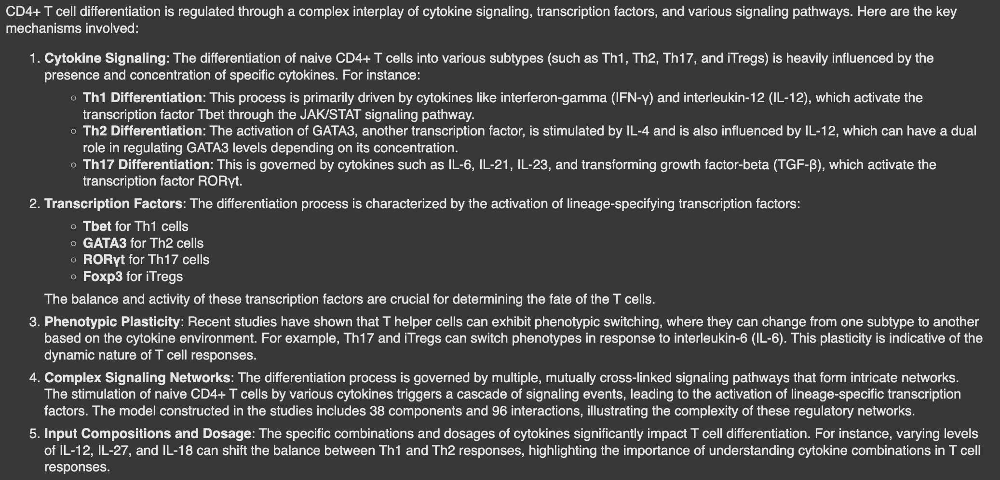 CD4+ T cell differentiation is regulated through a complex interplay of cytokine signaling, transcription factors, and various signaling pathways. Here are the key
mechanisms involved:
1. Cytokine Signaling: The differentiation of naive CD4+ T cells into various subtypes (such as Th1, Th2, Th17, and iTregs) is heavily influenced by the
presence and concentration of specific cytokines. For instance:
◦ Th1 Differentiation: This process is primarily driven by cytokines like interferon-gamma (IFN-γ) and interleukin-12 (IL-12), which activate the
transcription factor Tbet through the JAK/STAT signaling pathway.
◦ Th2 Differentiation: The activation of GATA3, another transcription factor, is stimulated by IL-4 and is also influenced by IL-12, which can have a dual
role in regulating GATA3 levels depending on its concentration.
◦ Th17 Differentiation: This is governed by cytokines such as IL-6, IL-21, IL-23, and transforming growth factor-beta (TGF-β), which activate the
transcription factor RORγt.
2. Transcription Factors: The differentiation process is characterized by the activation of lineage-specifying transcription factors:
◦ Tbet for Th1 cells
◦ GATA3 for Th2 cells
◦ RORγt for Th17 cells
◦ Foxp3 for iTregs
The balance and activity of these transcription factors are crucial for determining the fate of the T cells.
3. Phenotypic Plasticity: Recent studies have shown that T helper cells can exhibit phenotypic switching, where they can change from one subtype to another
based on the cytokine environment. For example, Th17 and iTregs can switch phenotypes in response to interleukin-6 (IL-6). This plasticity is indicative of the
dynamic nature of T cell responses.
4. Complex Signaling Networks: The differentiation process is governed by multiple, mutually cross-linked signaling pathways that form intricate networks.
The stimulation of naive CD4+ T cells by various cytokines triggers a cascade of signaling events, leading to the activation of lineage-specific transcription
factors. The model constructed in the studies includes 38 components and 96 interactions, illustrating the complexity of these regulatory networks.
5. Input Compositions and Dosage: The specific combinations and dosages of cytokines significantly impact T cell differentiation. For instance, varying levels
of IL-12, IL-27, and IL-18 can shift the balance between Th1 and Th2 responses, highlighting the importance of understanding cytokine combinations in T cell
responses.